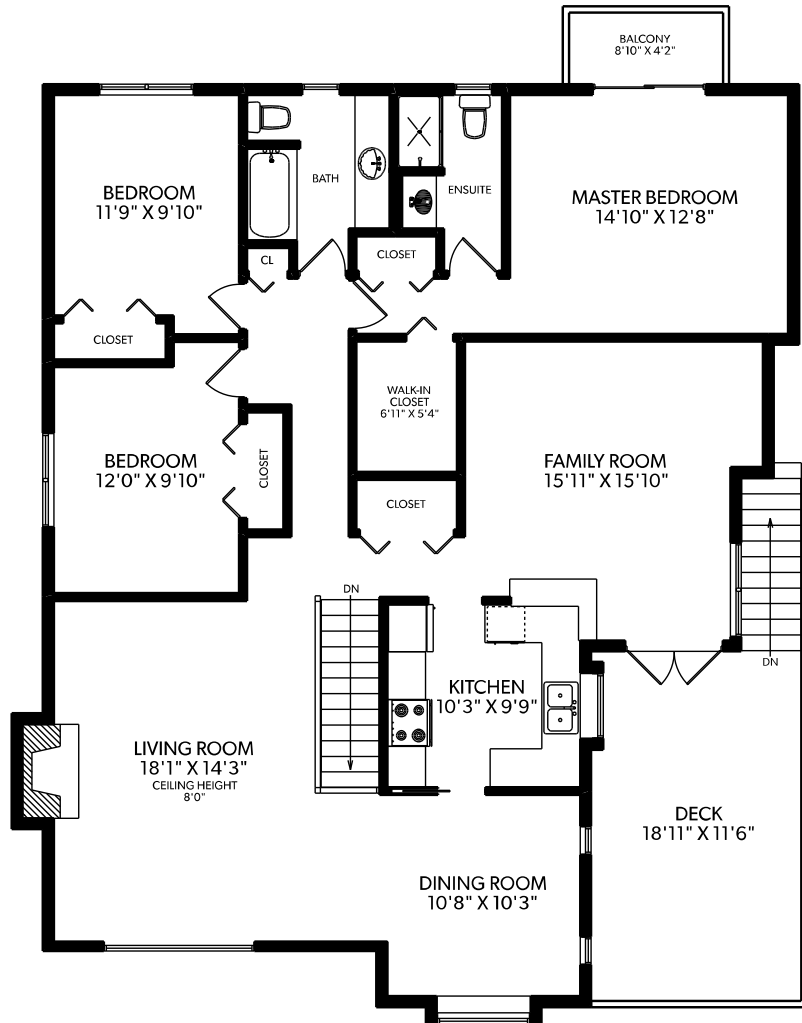 BALCONY
8'10" X 4'2"
BEDROOM
11'9" X 9'10"
BATH
ENSUITE
MASTER BEDROOM
14'10" X 12'8"
CL
CLOSET
CLOSET
WALK-IN
CLOSET
6'11" X 5'4"
BEDROOM
12'0" X 9'10"
CLOSET
FAMILY ROOM
15'11" X 15'10"
CLOSET
DN
DN
KITCHEN
10'3" X 9'9"
LIVING ROOM
18'1" X 14'3"
CEILING HEIGHT
8'0"
DECK
18'11" X 11'6"
DINING ROOM
10'8" X 10'3"